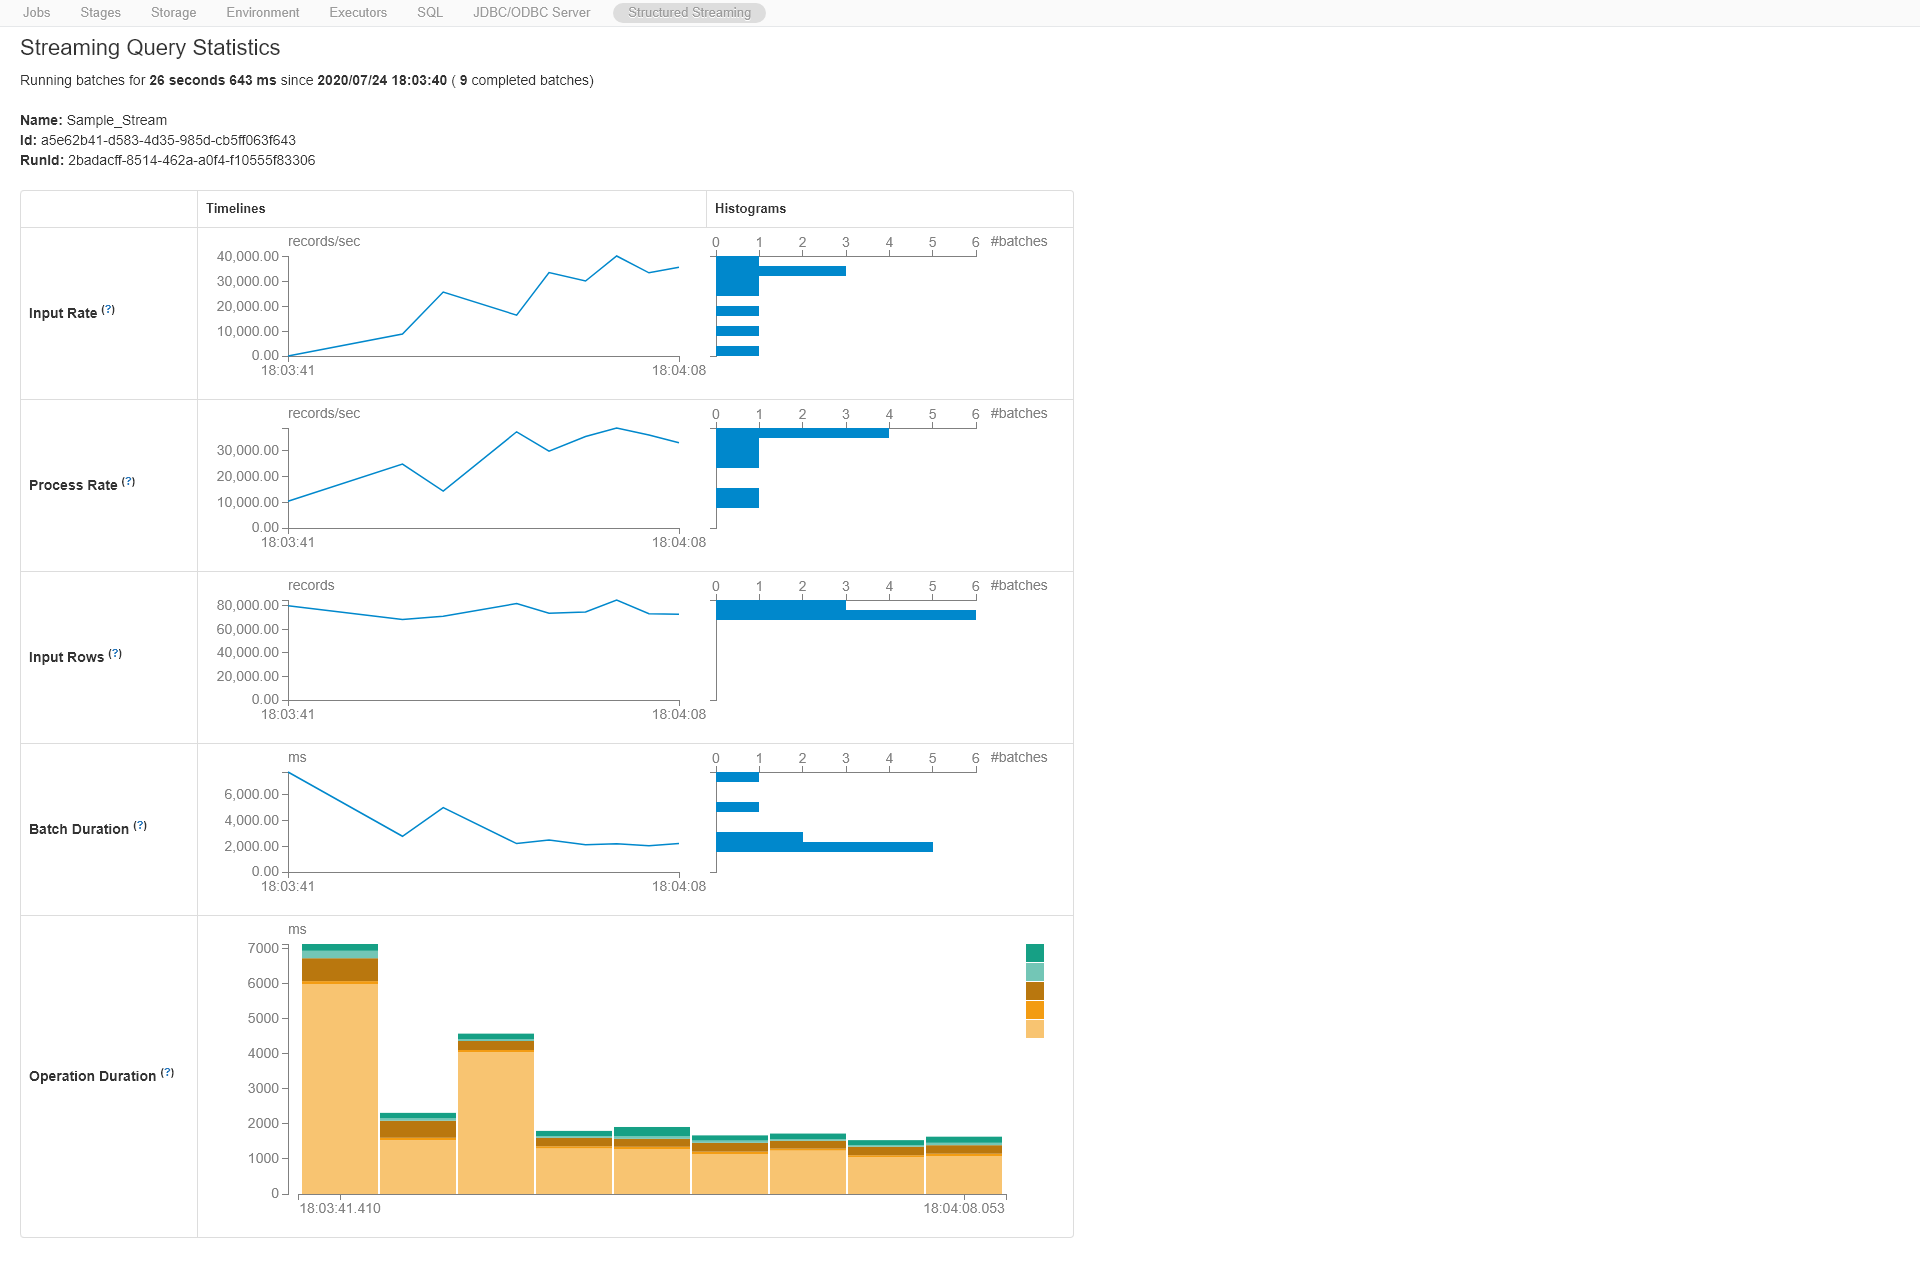 Jobs Stages Storage Environment Executors SQL JDBC/ODBC Server Structured Streaming
Streaming Query Statistics
Running batches for 26 seconds 643 ms since 2020/07/24 18:03:40 ( 9 completed batches)
Name: Sample_Stream
Id: a5e62b41-d583-4d35-985d-cb5ff063f643
RunId: 2badacff-8514-462a-a0f4-f10555f83306
Timelines Histograms
Input Rate (?)
records/sec
40,000.00
30,000.00
20,000.00
10,000.00
0.00
18:03:41 18:04:08
0 1 2 3 4 5 6 #batches
Process Rate (?)
records/sec
30,000.00
20,000.00
10,000.00
0.00
18:03:41 18:04:08
0 1 2 3 4 5 6 #batches
Input Rows (?)
records
80,000.00
60,000.00
40,000.00
20,000.00
0.00
18:03:41 18:04:08
0 1 2 3 4 5 6 #batches
Batch Duration (?)
ms
6,000.00
4,000.00
2,000.00
0.00
18:03:41 18:04:08
0 1 2 3 4 5 6 #batches
Operation Duration (?)
ms
7000
6000
5000
4000
3000
2000
1000
0
18:03:41.410 18:04:08.053